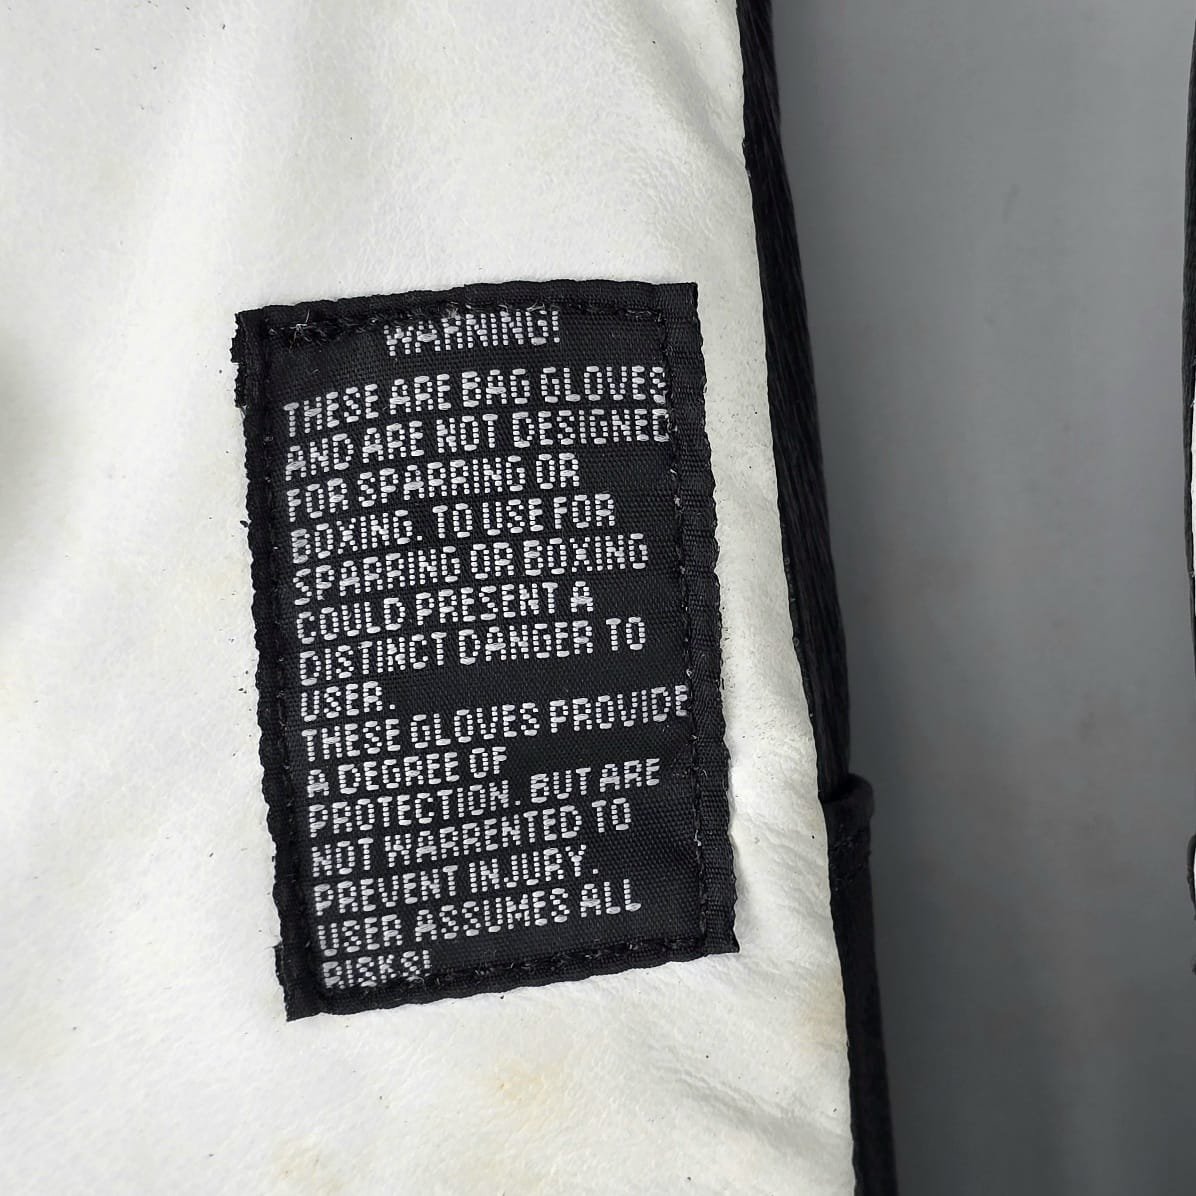 WARNING!
THESE ARE BAG GLOVES
AND ARE NOT DESIGNED
FOR SPARRING OR
BOXING. TO USE FOR
SPARRING OR BOXING
COULD PRESENT A
DISTINCT DANGER TO
USER.
THESE GLOVES PROVIDE
A DEGREE OF
PROTECTION. BUT ARE
NOT WARRENTED TO
PREVENT INJURY.
USER ASSUMES ALL
RISKS!